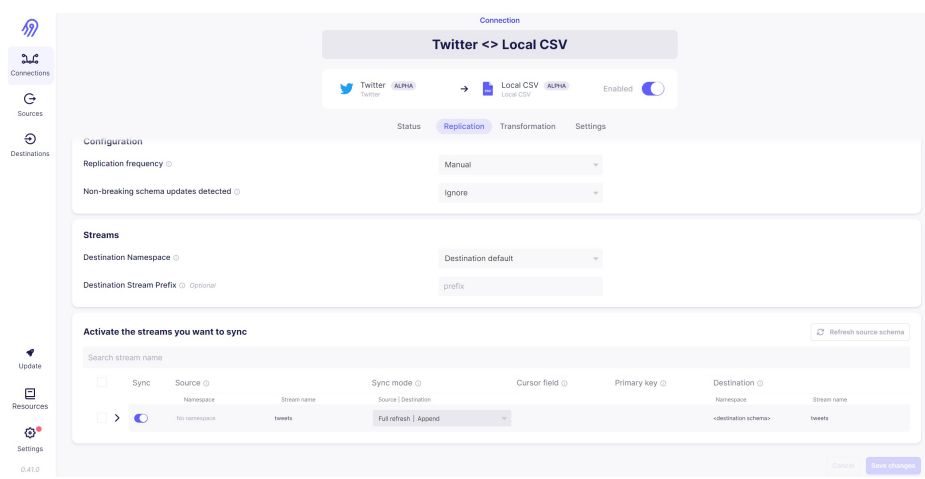 Connection
Twitter <> Local CSV
Connections
Twitter ALPHA
Twitter
Local CSV ALPHA
Local CSV
Enabled
Sources
Status Replication Transformation Settings
Destinations
Configuration
Replication frequency
Manual
Non-breaking schema updates detected
Ignore
Streams
Destination Namespace
Destination default
Destination Stream Prefix Optional
prefix
Activate the streams you want to sync
Refresh source schema
Search stream name
Update
Sync Source Sync mode Cursor field Primary key Destination
Namespace Stream name Source | Destination Namespace Stream name
Resources
No namespace tweets Full refresh | Append <destination schema> tweets
Settings
0.41.0
Cancel Save changes